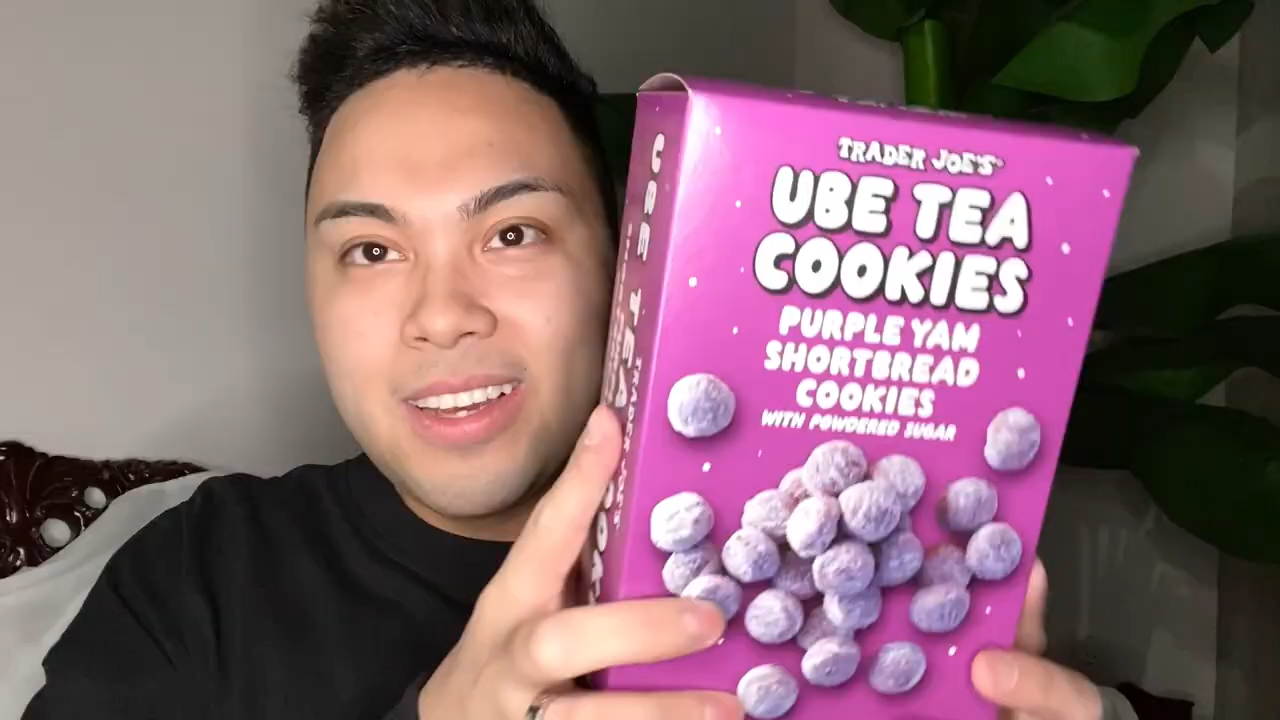 TRADER JOE'S
UBE TEA
COOKIES
PURPLE YAM
SHORTBREAD
COOKIES
WITH POWDERED SUGAR
UBE TEA